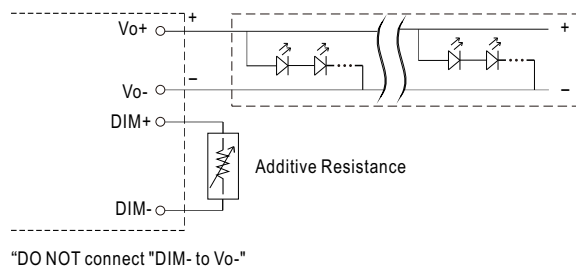 Vo+
+
+
Vo-
−
−
DIM+
Additive Resistance
DIM-
“DO NOT connect "DIM- to Vo-"